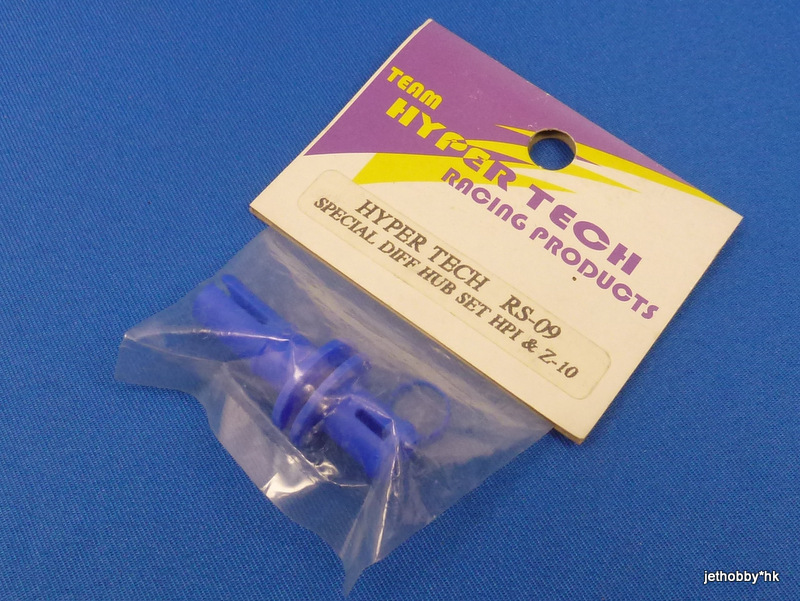 TEAM
HYPER TECH
RACING PRODUCTS
HYPER TECH RS-09
SPECIAL DIFF HUB SET HPI & Z-10
jethobby*hk